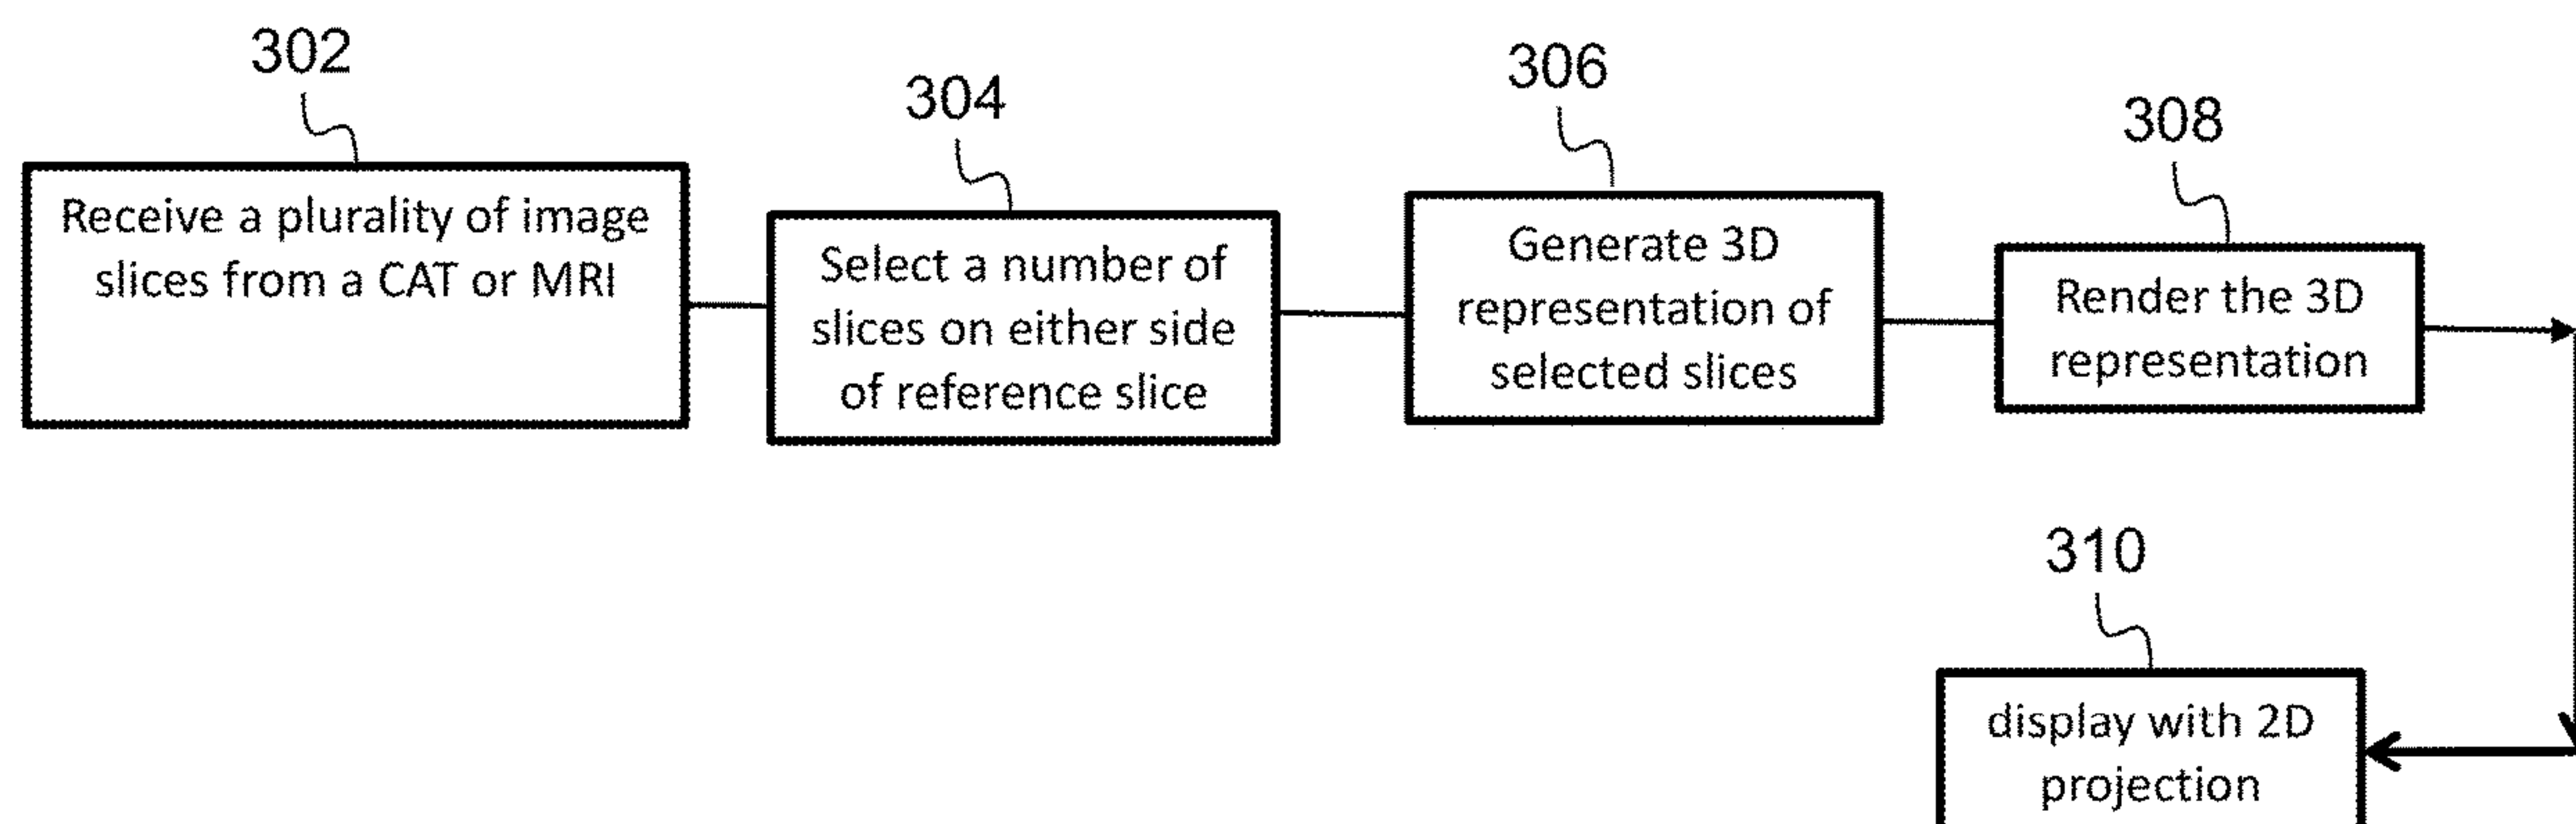 302
Receive a plurality of image
slices from a CAT or MRI
304
Select a number of
slices on either side
of reference slice
306
Generate 3D
representation of
selected slices
308
Render the 3D
representation
310
display with 2D
projection